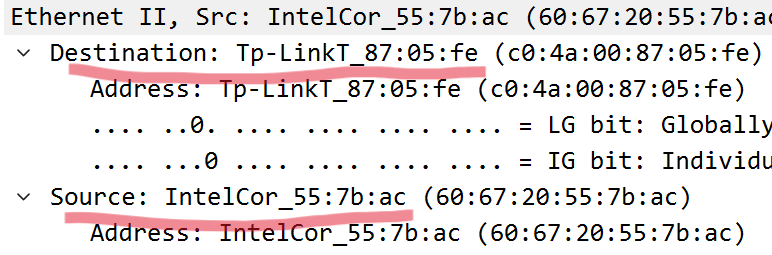 Ethernet II, Src: IntelCor_55:7b:ac (60:67:20:55:7b:ac
Destination: Tp-LinkT_87:05:fe (c0:4a:00:87:05:fe)
Address: Tp-LinkT_87:05:fe (c0:4a:00:87:05:fe)
.... ..0. .... .... .... .... = LG bit: Globally
.... ...0 .... .... .... .... = IG bit: Individu
Source: IntelCor_55:7b:ac (60:67:20:55:7b:ac)
Address: IntelCor_55:7b:ac (60:67:20:55:7b:ac)